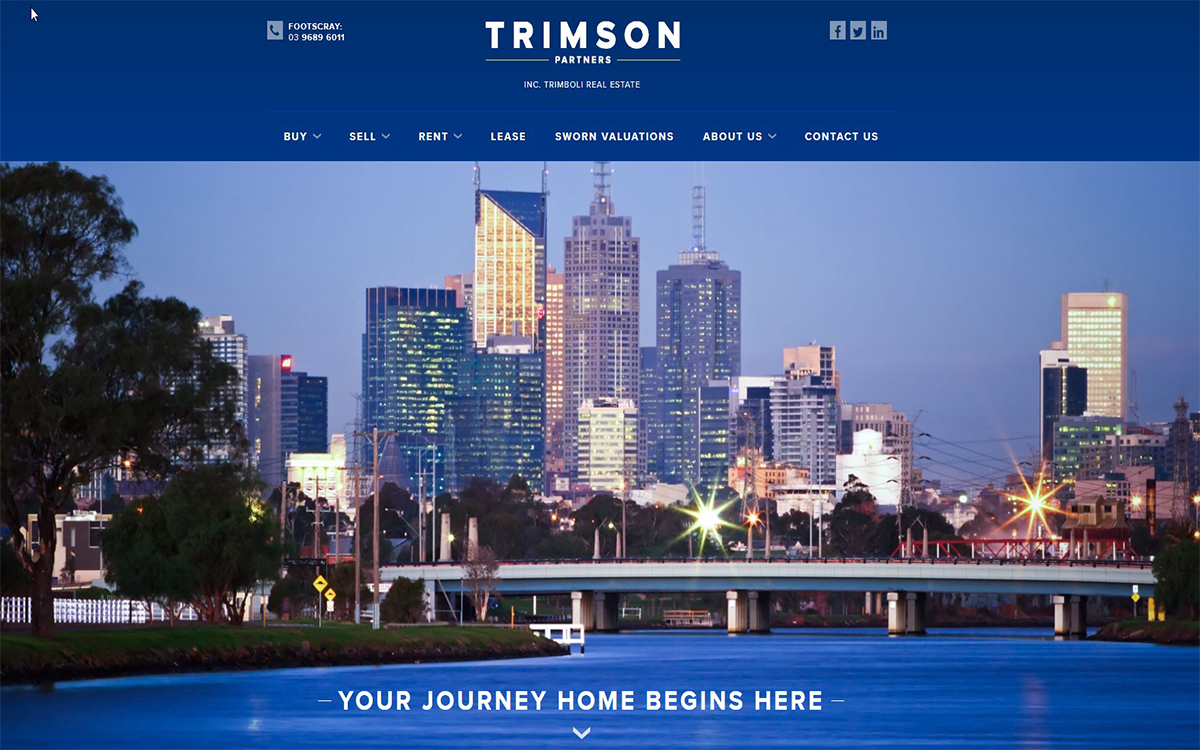 FOOTSCRAY:
03 9689 6011
TRIMSON
PARTNERS
INC. TRIMBOLI REAL ESTATE
BUY SELL RENT LEASE SWORN VALUATIONS ABOUT US CONTACT US
YOUR JOURNEY HOME BEGINS HERE